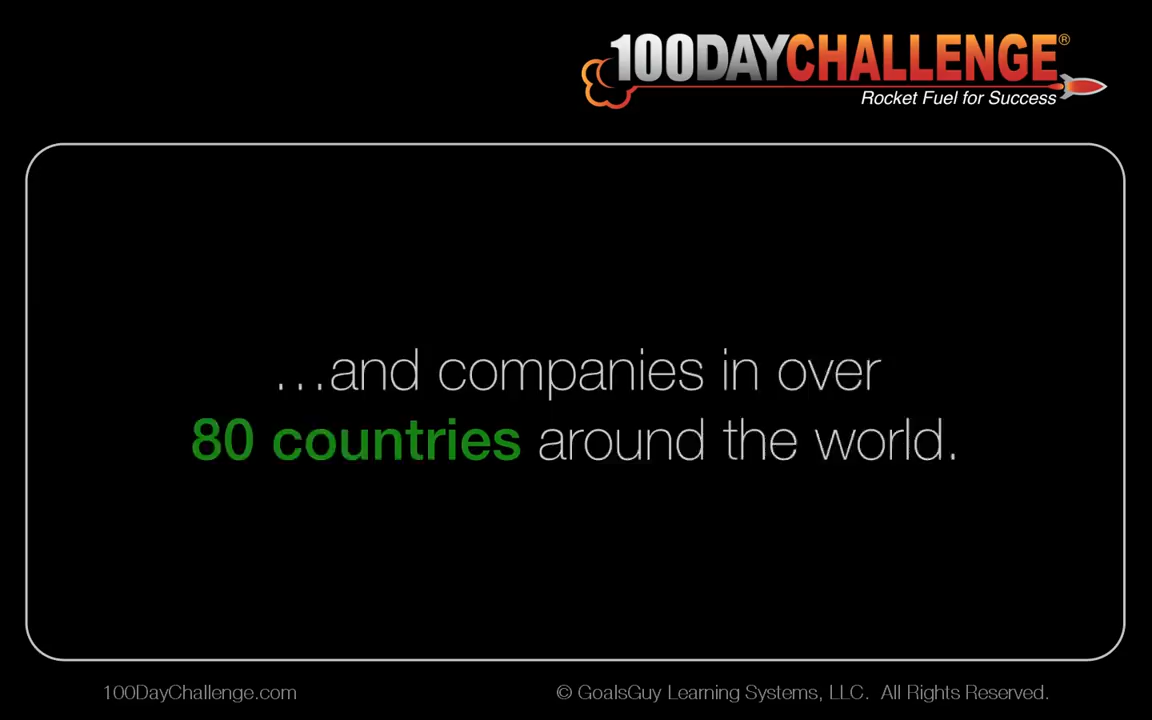 100DAYCHALLENGE®
Rocket Fuel for Success
…and companies in over
80 countries around the world.
100DayChallenge.com
© GoalsGuy Learning Systems, LLC.  All Rights Reserved.